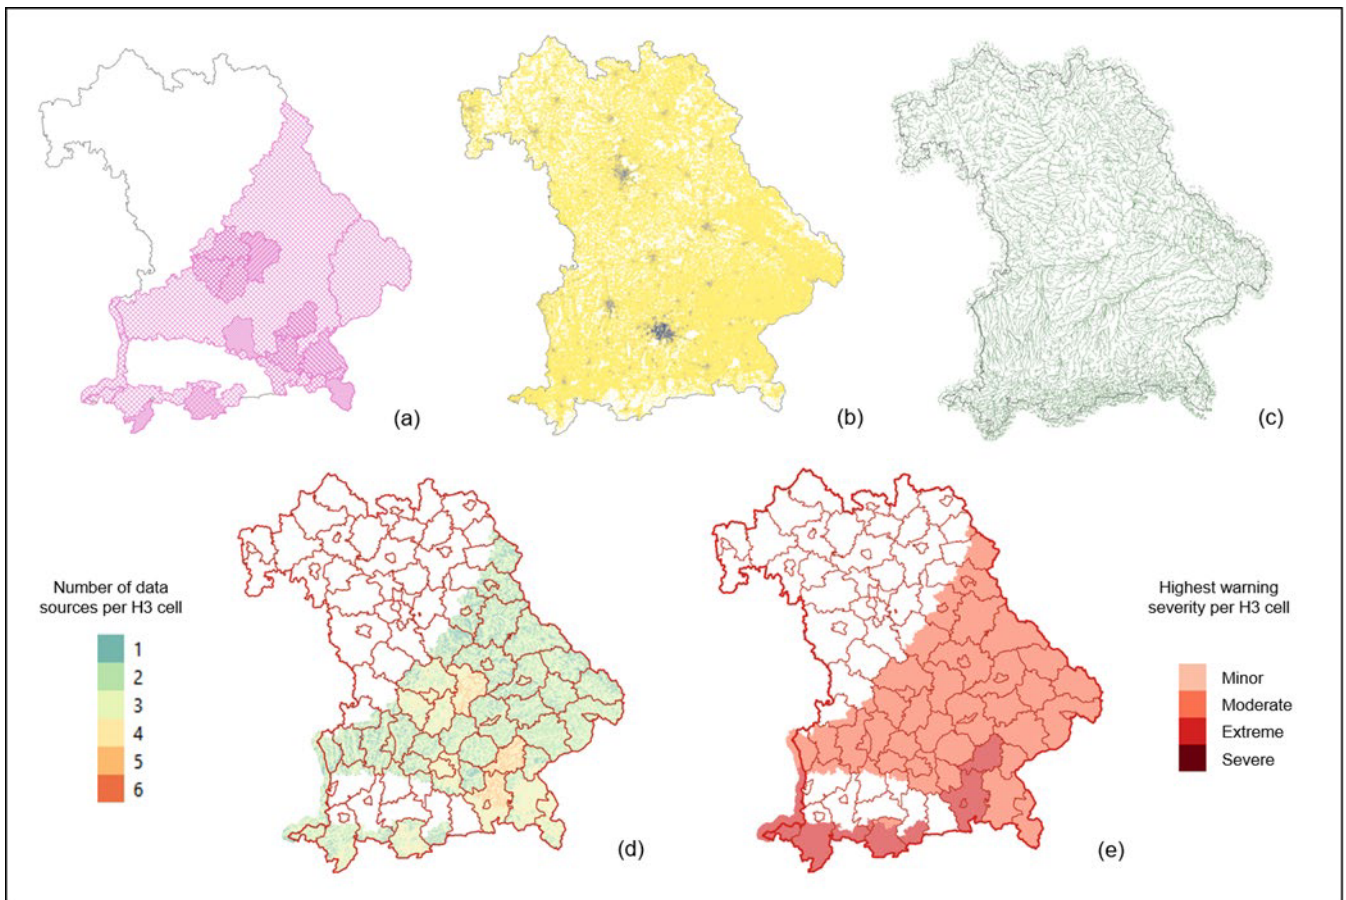 (a)
(b)
(c)
Number of data
sources per H3 cell
1
2
3
4
5
6
(d)
Highest warning
severity per H3 cell
Minor
Moderate
Extreme
Severe
(e)